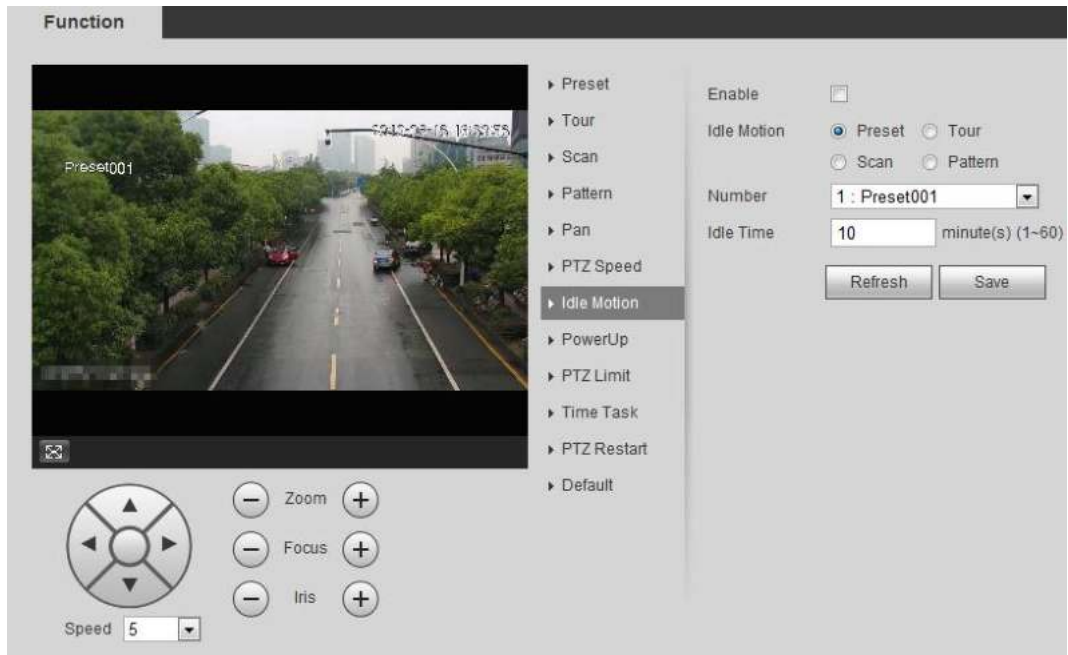 Function
Preset001
Preset
Tour
Scan
Pattern
Pan
PTZ Speed
Idle Motion
PowerUp
PTZ Limit
Time Task
PTZ Restart
Default
Enable
Idle Motion Preset Tour
Scan Pattern
Number 1 : Preset001
Idle Time 10 minute(s) (1~60)
Refresh Save
Zoom
Focus
Iris
Speed 5